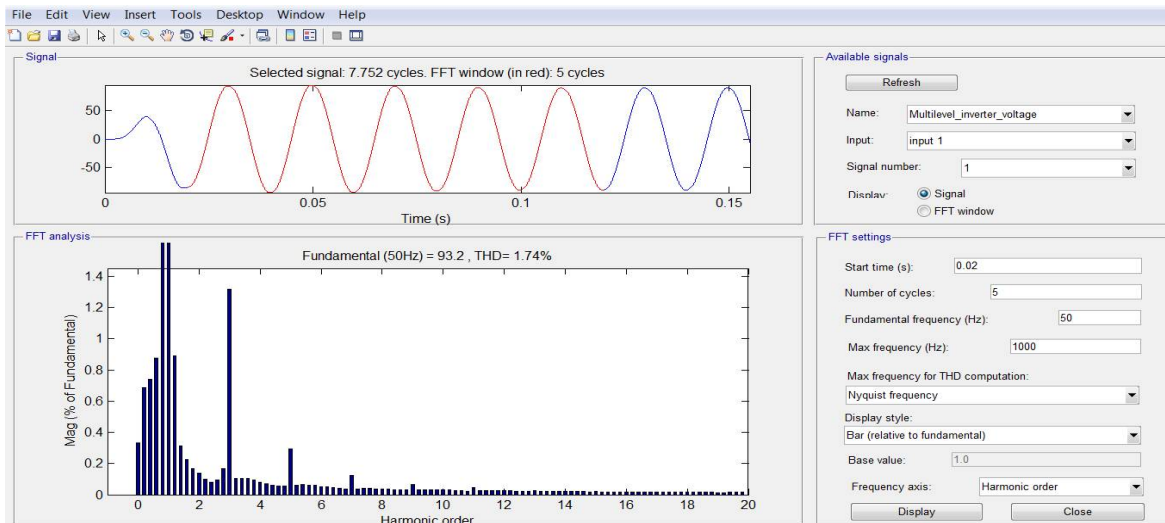 File Edit View Insert Tools Desktop Window Help
Signal
Selected signal: 7.752 cycles. FFT window (in red): 5 cycles
50
0
-50
0 0.05 0.1 0.15
Time (s)
FFT analysis
Fundamental (50Hz) = 93.2 , THD= 1.74%
Mag (% of Fundamental)
1.4
1.2
1
0.8
0.6
0.4
0.2
0
0 2 4 6 8 10 12 14 16 18 20
Harmonic order
Available signals
Refresh
Name: Multilevel_inverter_voltage
Input: input 1
Signal number: 1
Display: Signal
FFT window
FFT settings
Start time (s): 0.02
Number of cycles: 5
Fundamental frequency (Hz): 50
Max frequency (Hz): 1000
Max frequency for THD computation:
Nyquist frequency
Display style:
Bar (relative to fundamental)
Base value: 1.0
Frequency axis: Harmonic order
Display Close